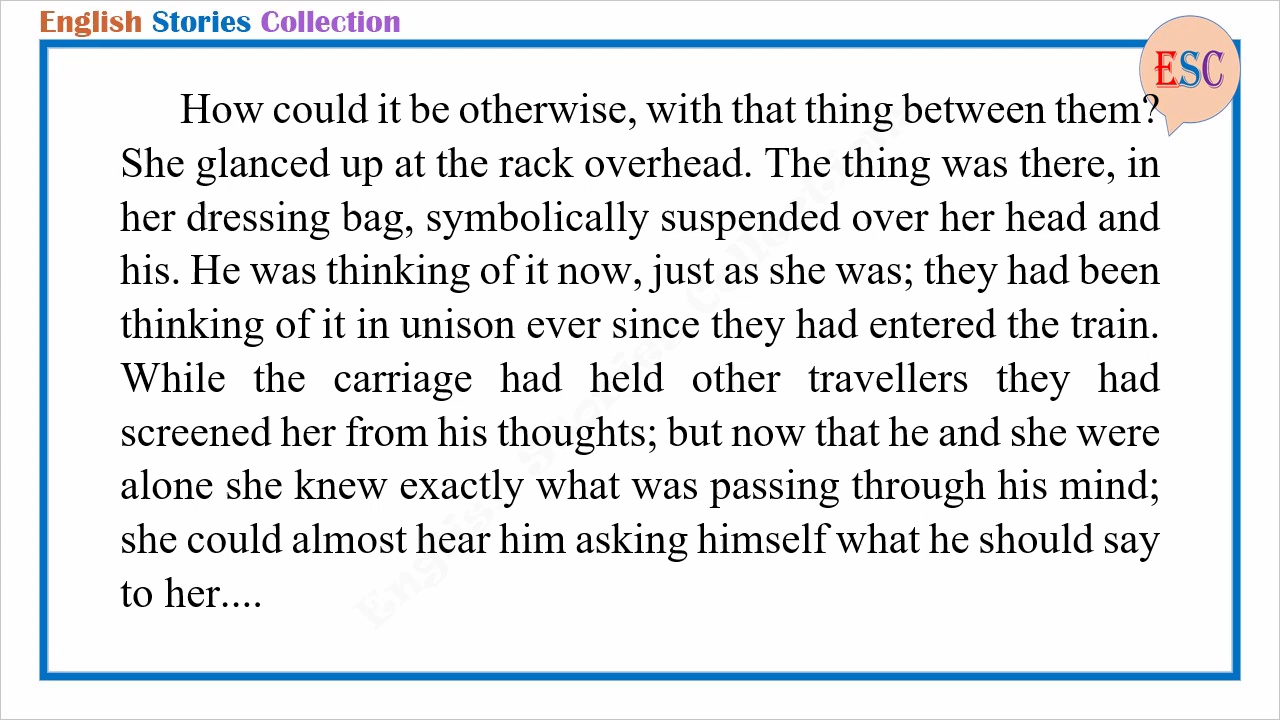 English Stories Collection
ESC
How could it be otherwise, with that thing between them?
She glanced up at the rack overhead. The thing was there, in
her dressing bag, symbolically suspended over her head and
his. He was thinking of it now, just as she was; they had been
thinking of it in unison ever since they had entered the train.
While the carriage had held other travellers they had
screened her from his thoughts; but now that he and she were
alone she knew exactly what was passing through his mind;
she could almost hear him asking himself what he should say
to her....
English Stories Collection